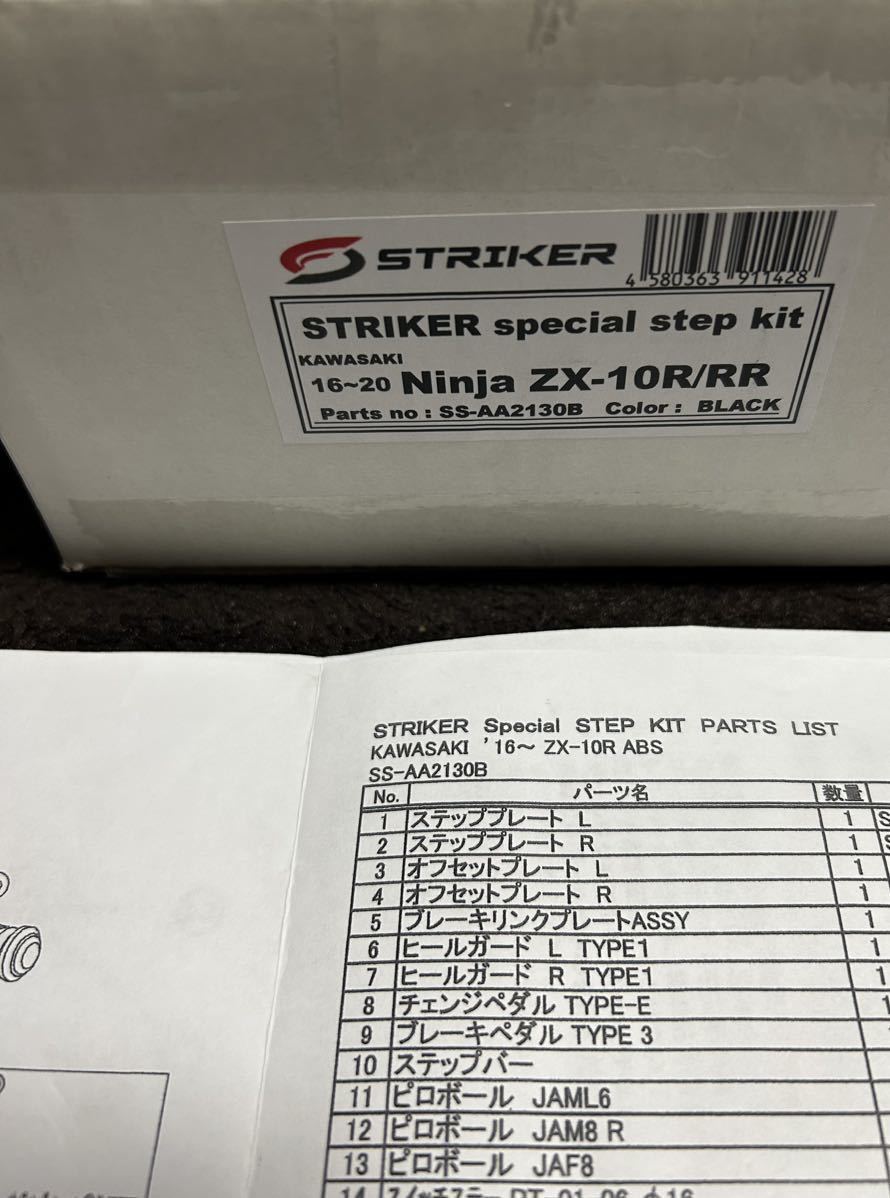 STRIKER
4 580363 911428
STRIKER special step kit
KAWASAKI
16~20 Ninja ZX-10R/RR
Parts no : SS-AA2130B Color : BLACK
STRIKER Special STEP KIT PARTS LIST
KAWASAKI '16〜 ZX-10R ABS
SS-AA2130B
No. パーツ名 数量
1 ステッププレート L 1 S
2 ステッププレート R 1
3 オフセットプレート L 1
4 オフセットプレート R 1
5 ブレーキリンクプレートASSY 1
6 ヒールガード L TYPE1 1
7 ヒールガード R TYPE1 1
8 チェンジペダル TYPE-E 1
9 ブレーキペダル TYPE 3
10 ステップバー
11 ピロボール JAML6
12 ピロボール JAM8 R
13 ピロボール JAF8
14 スイッチステー